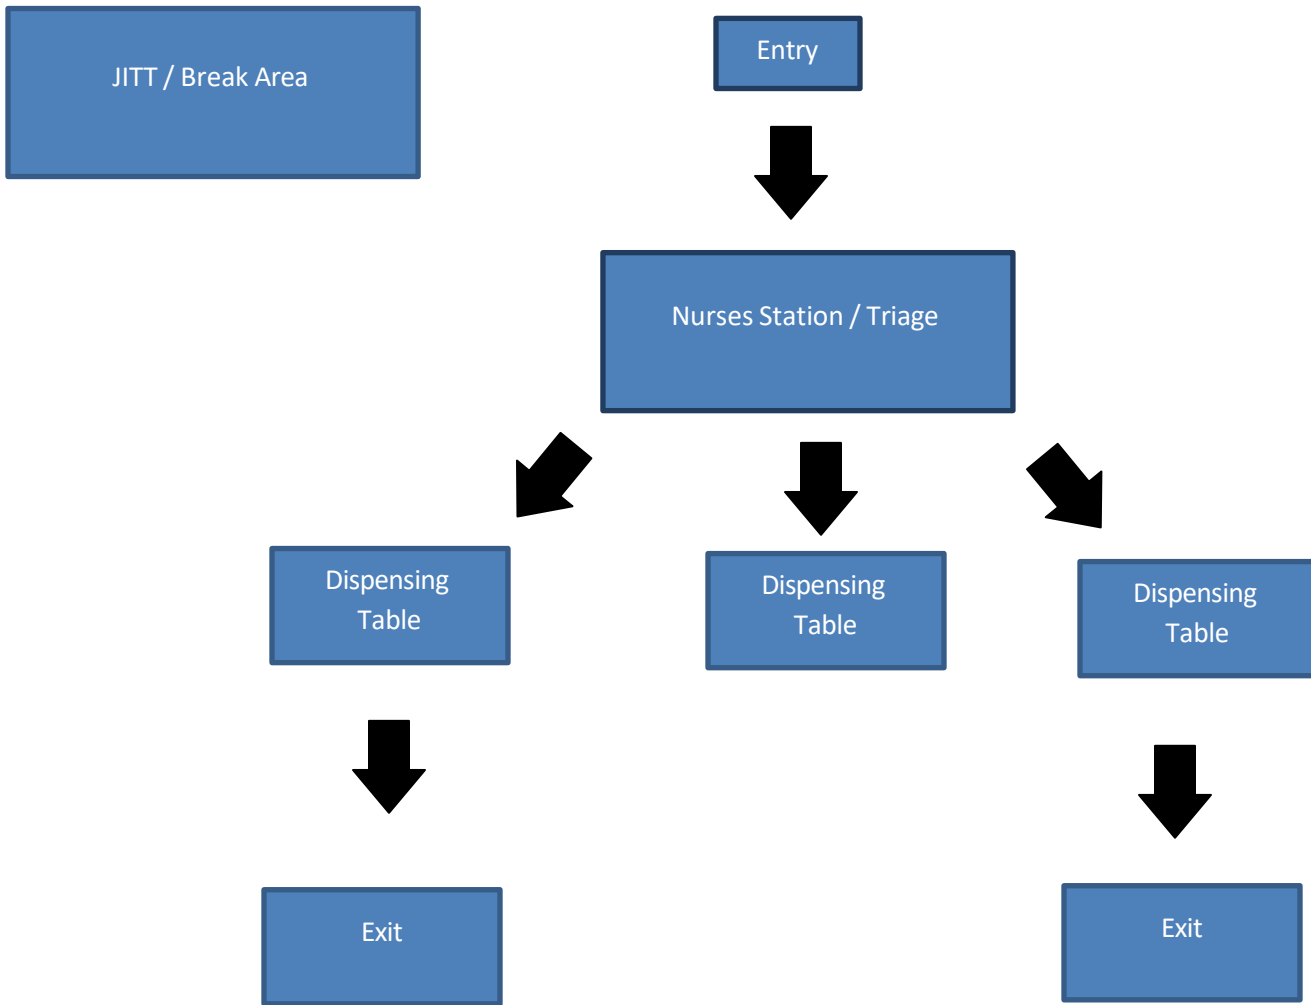 JITT / Break Area
Entry
Nurses Station / Triage
Dispensing
Table
Dispensing
Table
Dispensing
Table
Exit
Exit